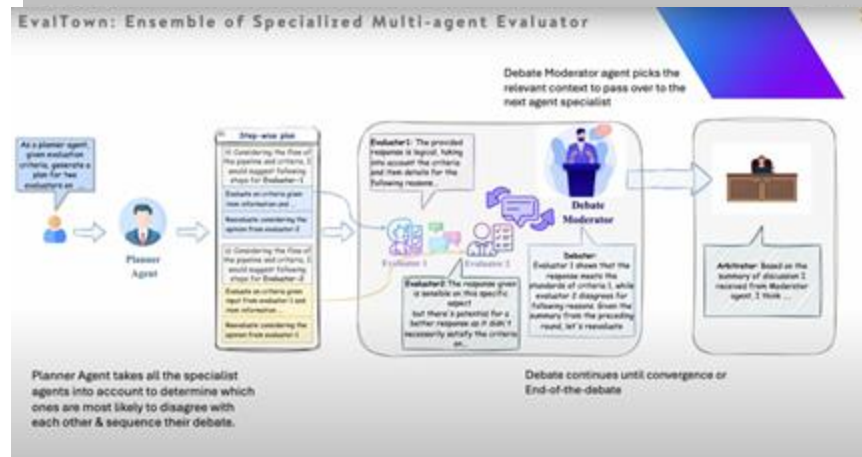 EvalTown: Ensemble of Specialized Multi-agent Evaluator
Debate Moderator agent picks the
relevant context to pass over to the
next agent specialist
As a planner agent,
given evaluation
criteria, generate a
plan for two
evaluators on ...
Planner
Agent
Step-wise plan
Considering the flow of
the pipeline and criteria, I
would suggest following
steps for Evaluator-1
Evaluate on criteria given
item information and ...
Reevaluate considering the
opinion from evaluator-2
Considering the flow of
the pipeline and criteria, I
would suggest following
steps for Evaluator-2
Evaluate on criteria given
input from evaluator-1 and
item information ...
Reevaluate considering the
opinion from evaluator-1
Evaluator1: The provided
response is logical, taking
into account the criteria
and item details for the
following reasons...
Evaluator 1
Evaluator 2
Evaluator2: The response given
is sensible on this specific
aspect
but there's potential for a
better response as it didn't
necessarily satisfy the criteria
on...
Debate
Moderator
Debater:
Evaluator 1 shown that the
response meets the
standards of criteria 1, while
evaluator 2 disagrees for
following reasons. Given the
summary from the preceding
round, let's reevaluate
Arbitrator: Based on the
summary of discussion I
received from Moderator
agent, I think ...
Planner Agent takes all the specialist
agents into account to determine which
ones are most likely to disagree with
each other & sequence their debate.
Debate continues until convergence or
End-of-the-debate